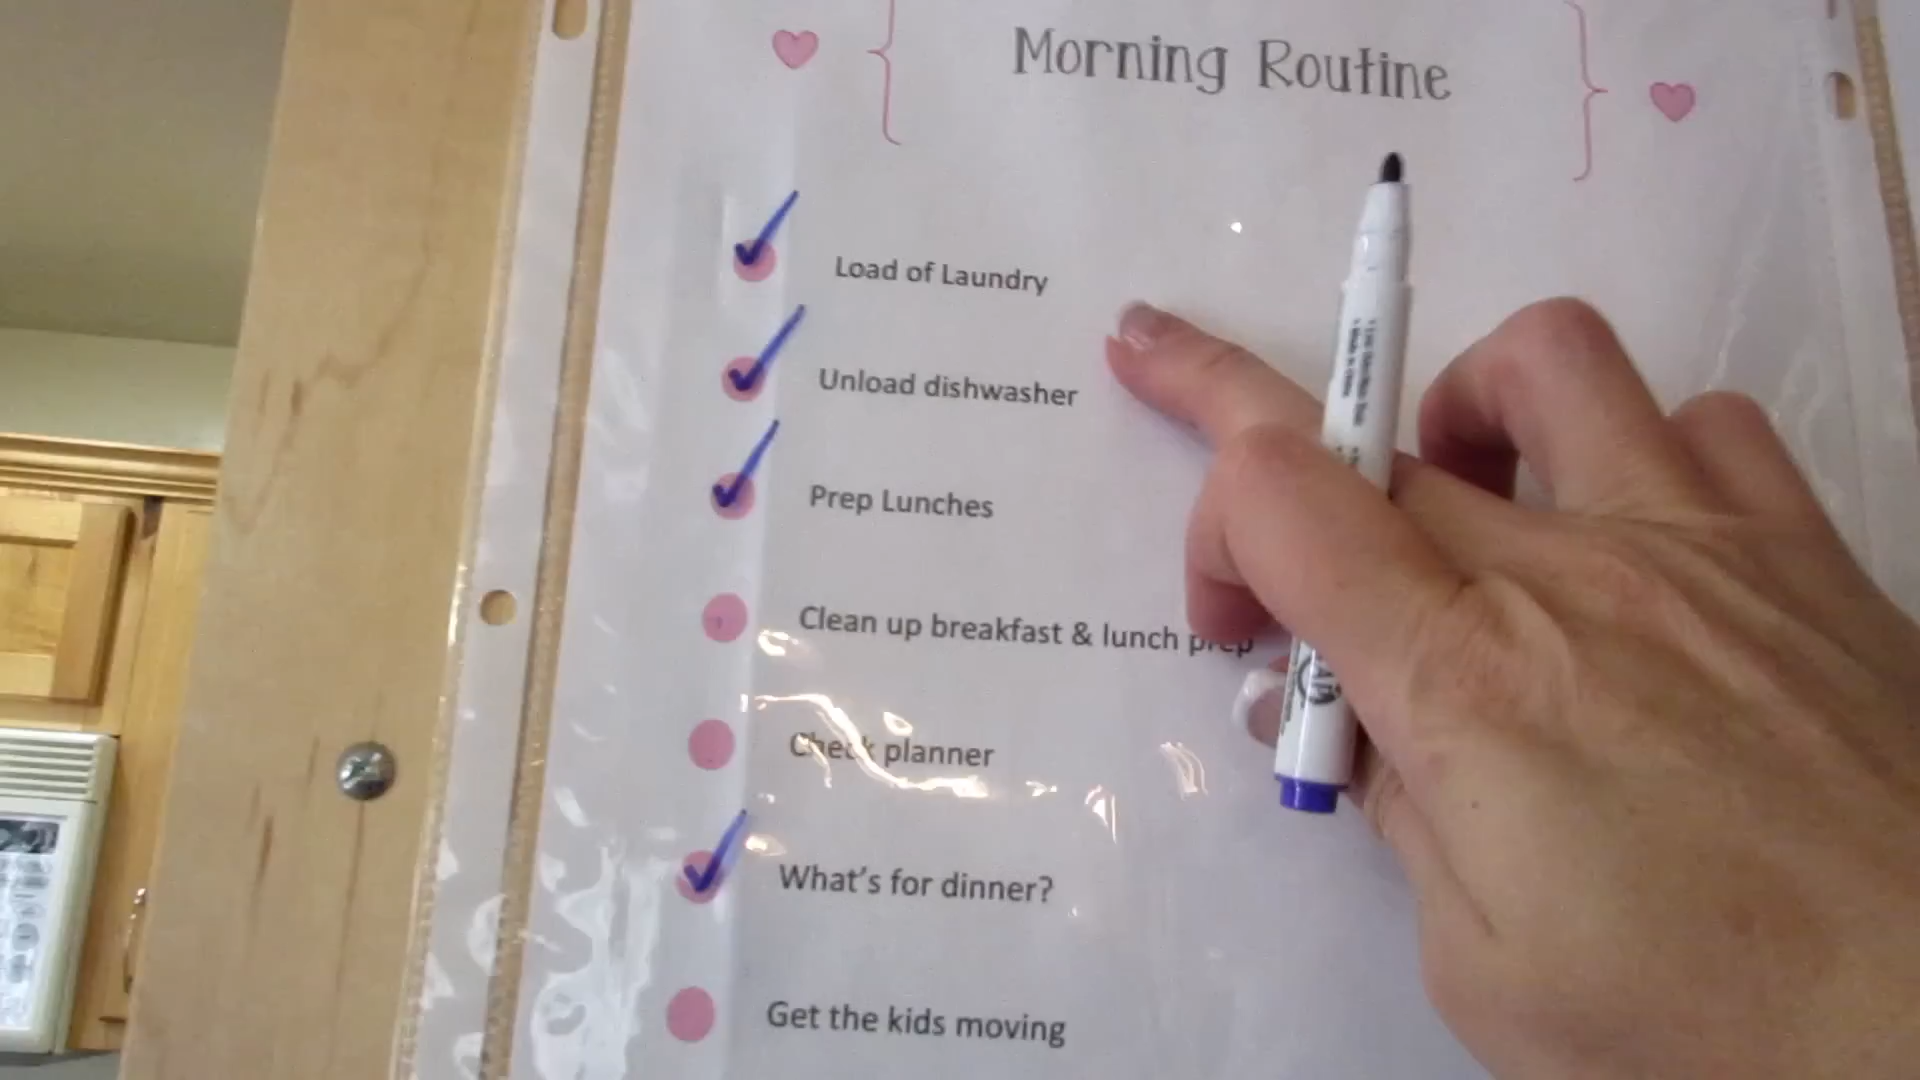 Morning Routine
Load of Laundry
Unload dishwasher
Prep Lunches
Clean up breakfast & lunch prep
Check planner
What's for dinner?
Get the kids moving